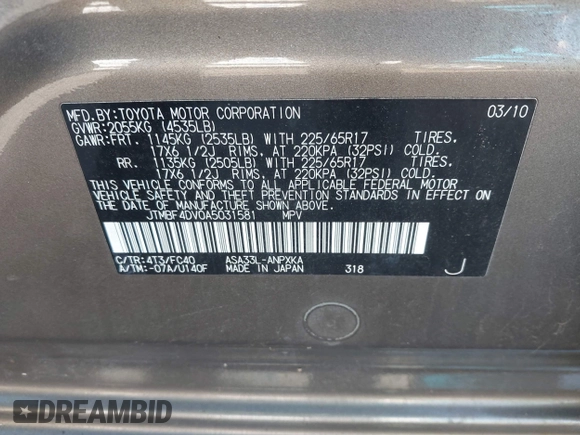 MFD.BY:TOYOTA MOTOR CORPORATION 03/10
GVWR:2055KG (4535LB)
GAWR:FRT. 1145KG (2535LB) WITH 225/65R17 TIRES.
17X6 1/2J RIMS. AT 220KPA (32PSI) COLD.
RR. 1135KG (2505LB) WITH 225/65R17 TIRES.
17X6 1/2J RIMS. AT 220KPA (32PSI) COLD.
THIS VEHICLE CONFORMS TO ALL APPLICABLE FEDERAL MOTOR
VEHICLE SAFETY AND THEFT PREVENTION STANDARDS IN EFFECT ON
THE DATE OF MANUFACTURE SHOWN ABOVE.
JTMBF4DV0A5031581 MPV
C/TR:4T3/FC40 ASA33L-ANPXKA
A/TM:-07A/U140F MADE IN JAPAN 318 J
DREAMBID